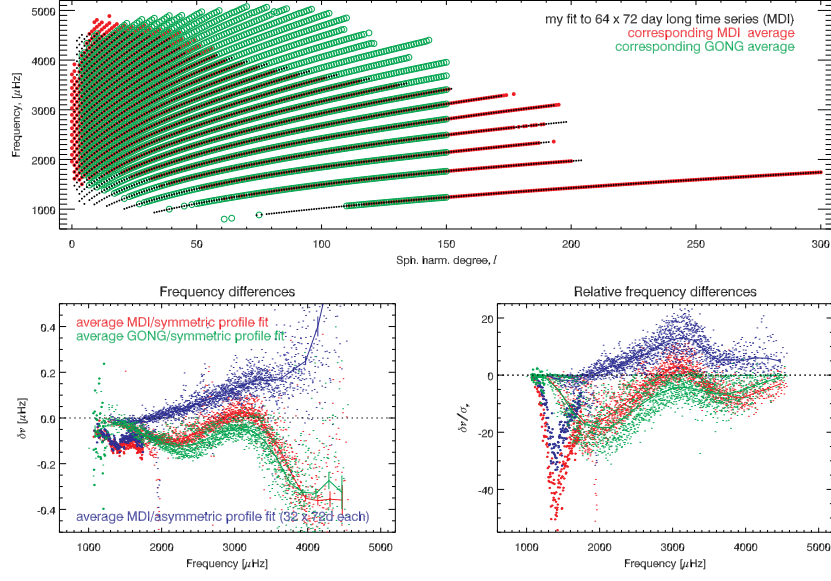 my fit to 64 x 72 day long time series (MDI)
corresponding MDI average
corresponding GONG average
5000
4000
3000
2000
1000
Frequency, [μHz]
0 50 100 150 200 250 300
Sph. harm. degree, l
Frequency differences
average MDI/symmetric profile fit
average GONG/symmetric profile fit
0.4
0.2
0.0
-0.2
-0.4
δν [μHz]
average MDI/asymmetric profile fit (32 x 72d each)
1000 2000 3000 4000 5000
Frequency [μHz]
Relative frequency differences
20
0
-20
-40
1000 2000 3000 4000 5000
Frequency [μHz]